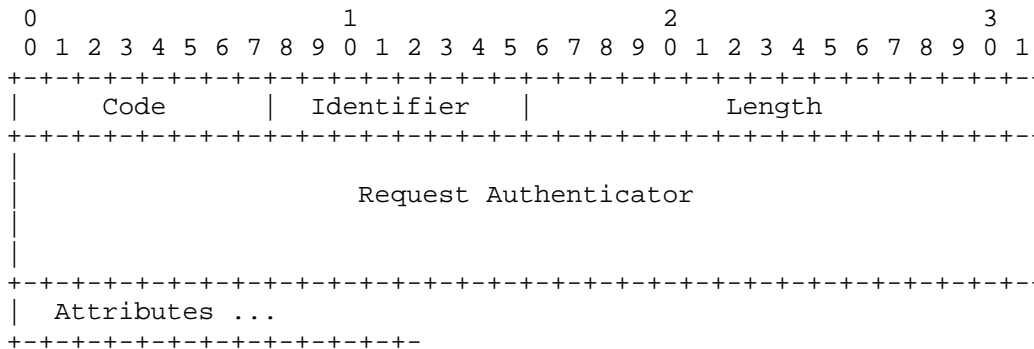 0                   1                   2                   3
 0 1 2 3 4 5 6 7 8 9 0 1 2 3 4 5 6 7 8 9 0 1 2 3 4 5 6 7 8 9 0 1
+-+-+-+-+-+-+-+-+-+-+-+-+-+-+-+-+-+-+-+-+-+-+-+-+-+-+-+-+-+-+-+-
|     Code      |  Identifier   |            Length
+-+-+-+-+-+-+-+-+-+-+-+-+-+-+-+-+-+-+-+-+-+-+-+-+-+-+-+-+-+-+-+-
|
|                     Request Authenticator
|
|
+-+-+-+-+-+-+-+-+-+-+-+-+-+-+-+-+-+-+-+-+-+-+-+-+-+-+-+-+-+-+-+-
|  Attributes ...
+-+-+-+-+-+-+-+-+-+-+-+-+-